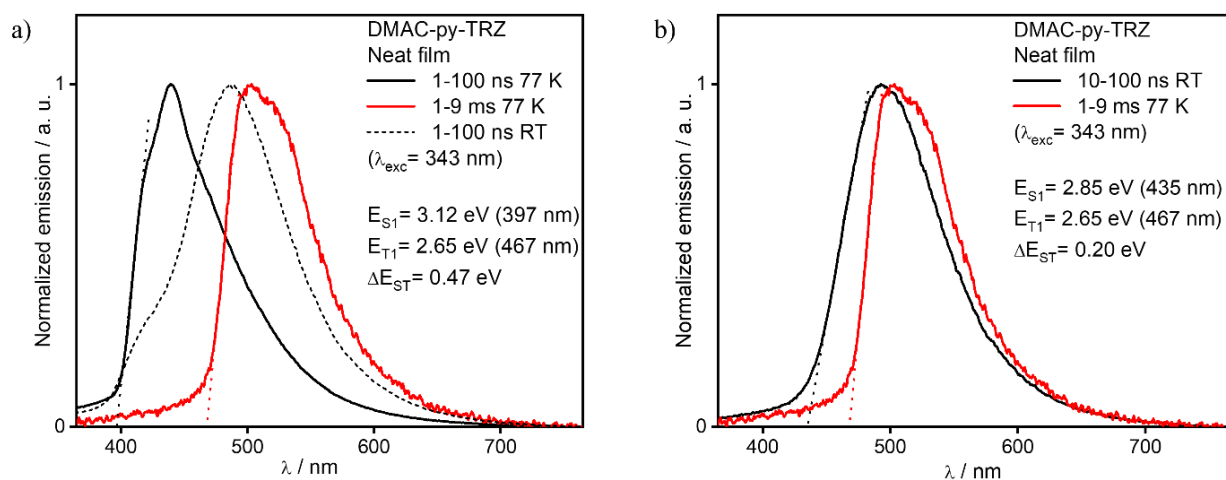 a)
DMAC-py-TRZ
Neat film
1-100 ns 77 K
1-9 ms 77 K
1-100 ns RT
(λexc= 343 nm)
ES1= 3.12 eV (397 nm)
ET1= 2.65 eV (467 nm)
ΔEST= 0.47 eV
Normalized emission / a. u.
1
0
400
500
600
700
λ / nm
b)
DMAC-py-TRZ
Neat film
10-100 ns RT
1-9 ms 77 K
(λexc= 343 nm)
ES1= 2.85 eV (435 nm)
ET1= 2.65 eV (467 nm)
ΔEST= 0.20 eV
Normalized emission / a. u.
1
0
400
500
600
700
λ / nm